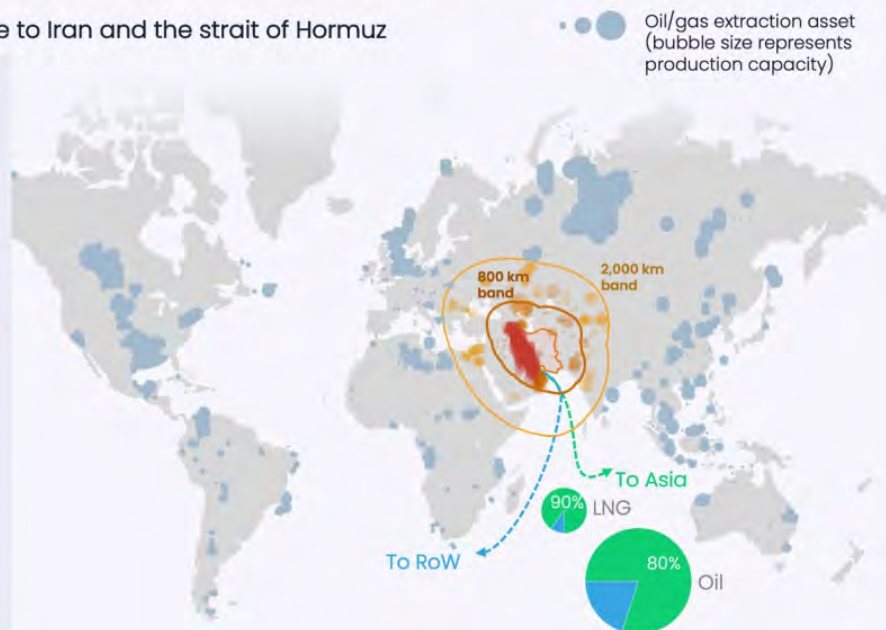 e to Iran and the strait of Hormuz
Oil/gas extraction asset
(bubble size represents
production capacity)
800 km
band
2,000 km
band
To Asia
90%
LNG
To RoW
80%
Oil